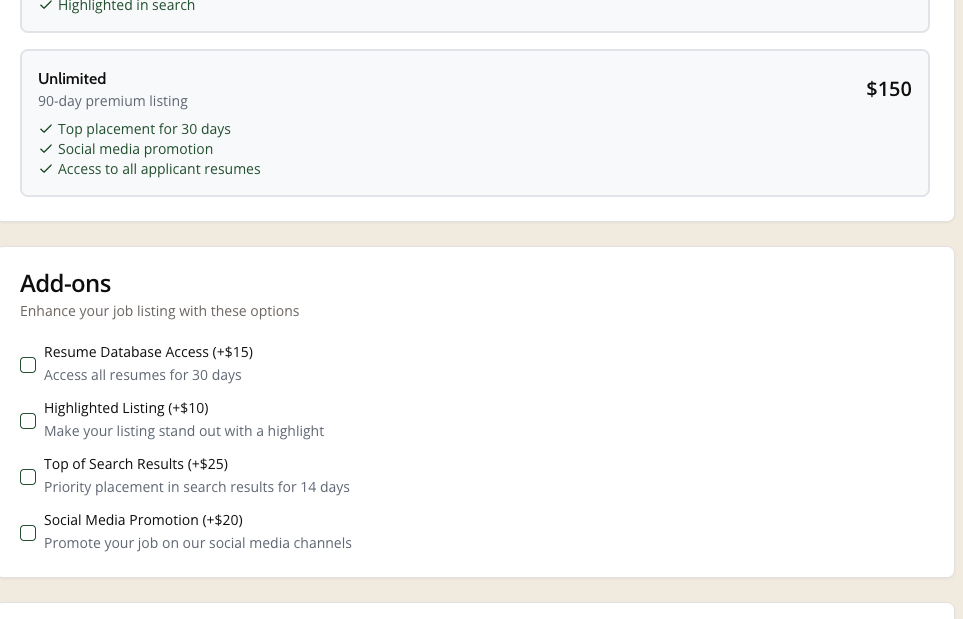 Highlighted in search
Unlimited
$150
90-day premium listing
Top placement for 30 days
Social media promotion
Access to all applicant resumes
Add-ons
Enhance your job listing with these options
Resume Database Access (+$15)
Access all resumes for 30 days
Highlighted Listing (+$10)
Make your listing stand out with a highlight
Top of Search Results (+$25)
Priority placement in search results for 14 days
Social Media Promotion (+$20)
Promote your job on our social media channels